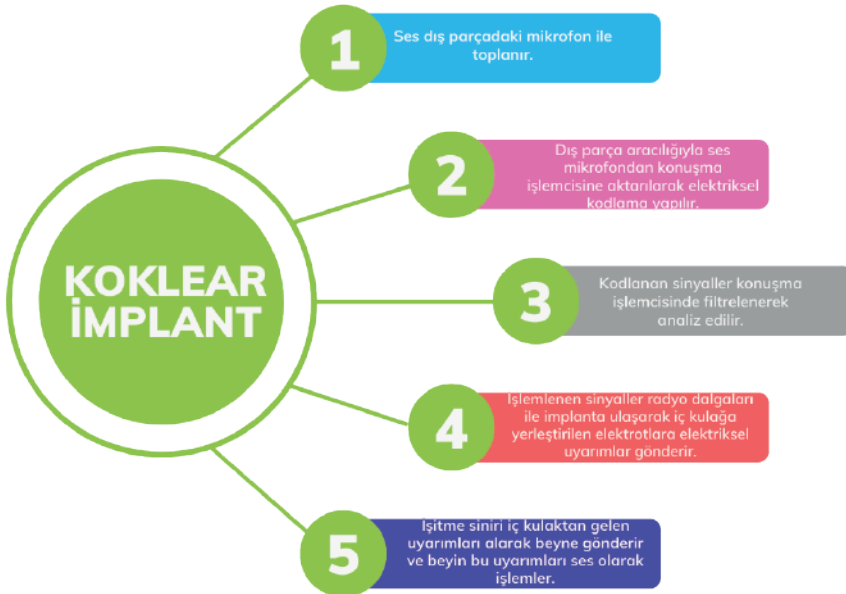 KOKLEAR
İMPLANT
1
Ses dış parçadaki mikrofon ile
toplanır.
2
Dış parça aracılığıyla ses
mikrofondan konuşma
işlemcisine aktarılarak elektriksel
kodlama yapılır.
3
Kodlanan sinyaller konuşma
işlemcisinde filtrelenerek
analiz edilir.
4
İşlemlenen sinyaller radyo dalgaları
ile implanta ulaşarak iç kulağa
yerleştirilen elektrotlara elektriksel
uyarımlar gönderir.
5
İşitme siniri iç kulaktan gelen
uyarımları alarak beyne gönderir
ve beyin bu uyarımları ses olarak
işlemler.